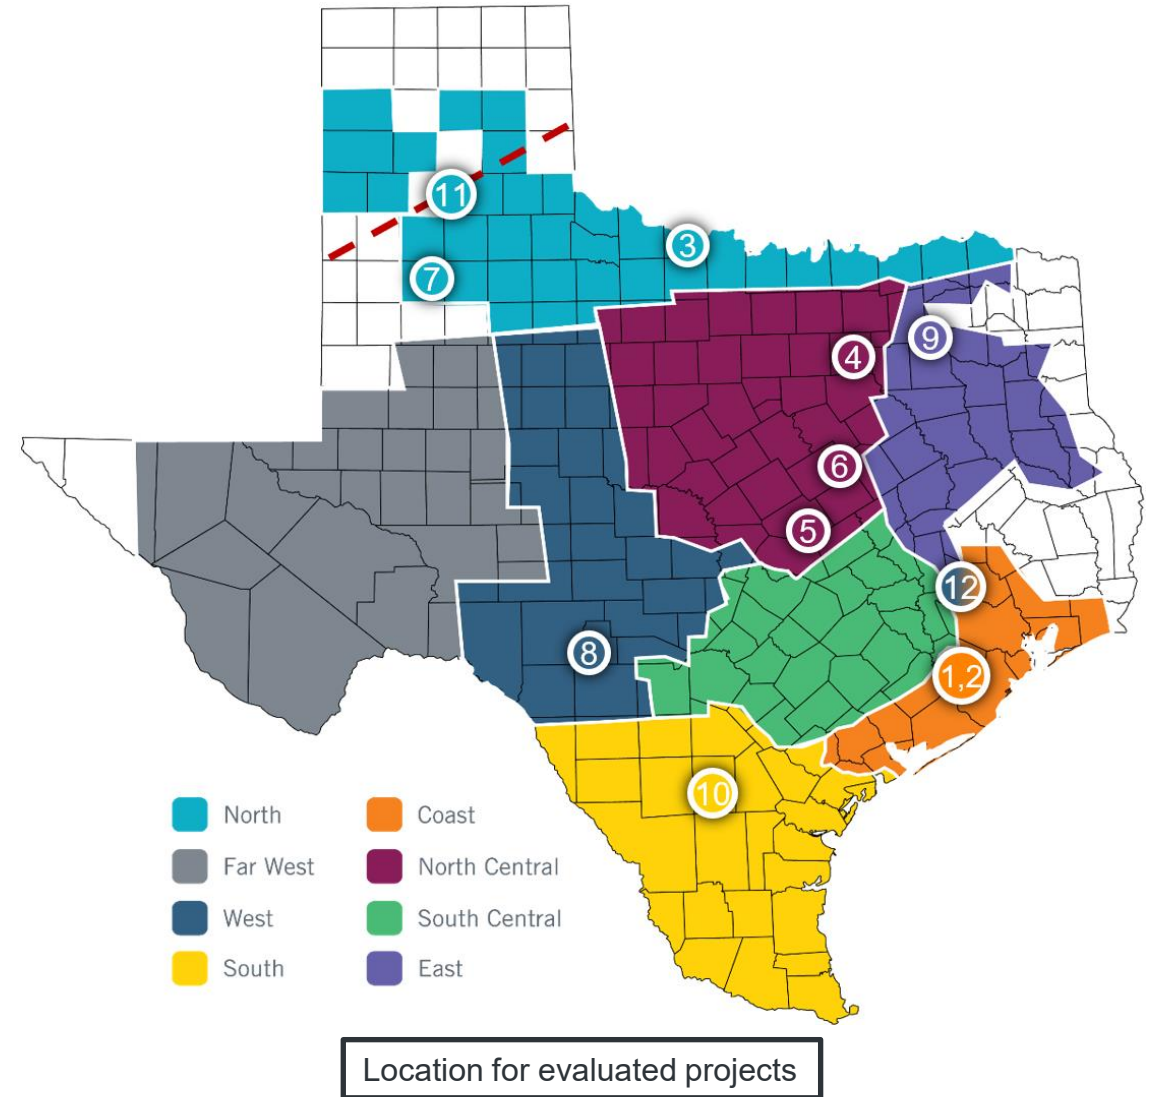 11
3
7
9
4
6
5
12
8
1,2
10
North
Coast
Far West
North Central
West
South Central
South
East
Location for evaluated projects